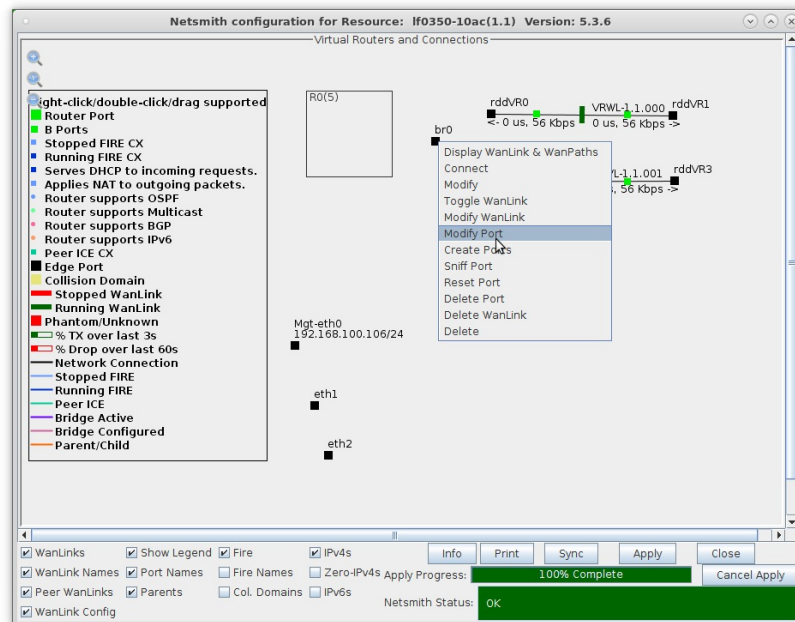 Netsmith configuration for Resource: lf0350-10ac(1.1) Version: 5.3.6
Virtual Routers and Connections
ight-click/double-click/drag supported
Router Port
B Ports
Stopped FIRE CX
Running FIRE CX
Serves DHCP to incoming requests.
Applies NAT to outgoing packets.
Router supports OSPF
Router supports Multicast
Router supports BGP
Router supports IPv6
Peer ICE CX
Edge Port
Collision Domain
Stopped WanLink
Running WanLink
Phantom/Unknown
% TX over last 3s
% Drop over last 60s
Network Connection
Stopped FIRE
Running FIRE
Peer ICE
Bridge Active
Bridge Configured
Parent/Child
R0(5)
rddVR0 VRWL-1.1.000 rddVR1
<- 0 us, 56 Kbps 0 us, 56 Kbps ->
br0
L-1.1.001 rddVR3
s, 56 Kbps ->
Display WanLink & WanPaths
Connect
Modify
Toggle WanLink
Modify WanLink
Modify Port
Create Ports
Sniff Port
Reset Port
Delete Port
Delete WanLink
Delete
Mgt-eth0
192.168.100.106/24
eth1
eth2
WanLinks Show Legend Fire IPv4s Info Print Sync Apply Close
WanLink Names Port Names Fire Names Zero-IPv4s Apply Progress: 100% Complete Cancel Apply
Peer WanLinks Parents Col. Domains IPv6s Netsmith Status: OK
WanLink Config